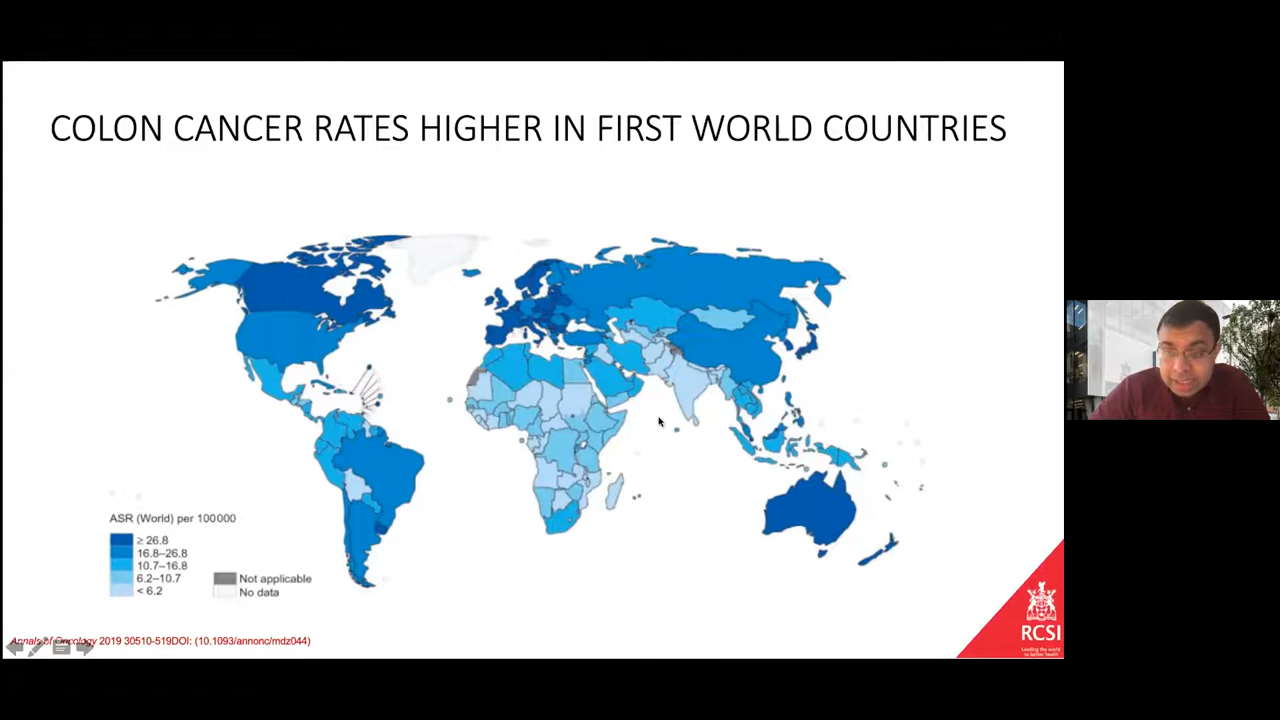 COLON CANCER RATES HIGHER IN FIRST WORLD COUNTRIES
ASR (World) per 100 000
≥ 26.8
16.8–26.8
10.7–16.8
6.2–10.7
< 6.2
Not applicable
No data
Annals of Oncology 2019 30510-519DOI: (10.1093/annonc/mdz044)
RCSI
Leading the world
to better health